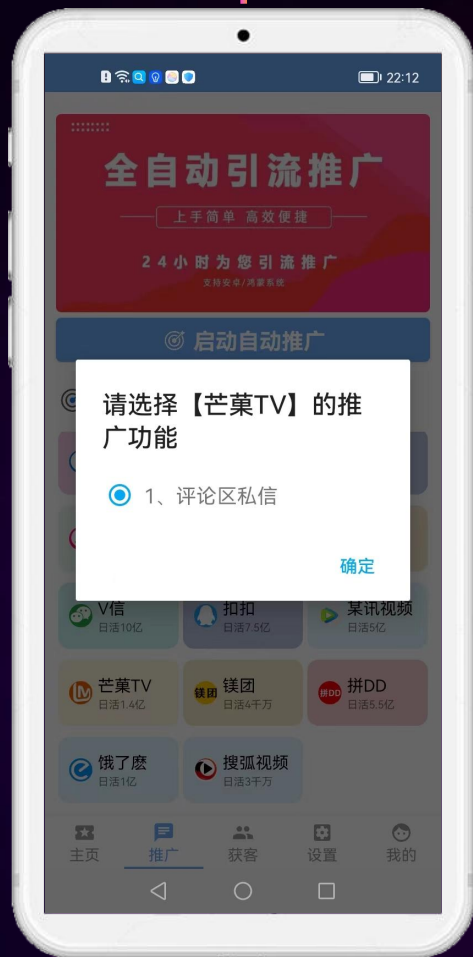 22:12
全自动引流推广
上手简单 高效便捷
24小时为您引流推广
支持安卓/鸿蒙系统
启动自动推广
请选择【芒菓TV】的推
广功能
1、评论区私信
确定
V信
日活10亿
扣扣
日活7.5亿
某讯视频
日活5亿
芒菓TV
日活1.4亿
镁团
镁团
日活4千万
拼DD
拼DD
日活5.5亿
饿了麽
日活1亿
搜狐视频
日活3千万
主页
推广
获客
设置
我的